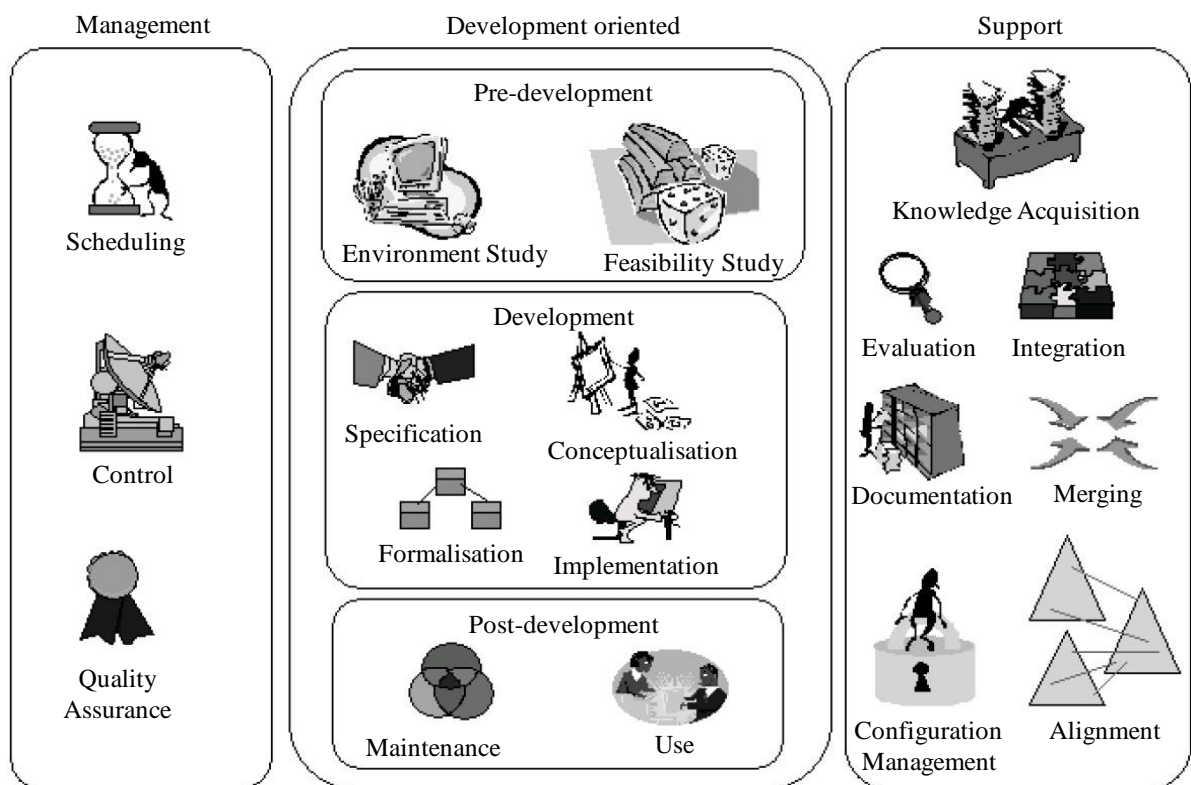 Management
Scheduling
Control
Quality
Assurance
Development oriented
Pre-development
Environment Study
Feasibility Study
Development
Specification
Conceptualisation
Formalisation
Implementation
Post-development
Maintenance
Use
Support
Knowledge Acquisition
Evaluation
Integration
Documentation
Merging
Configuration
Management
Alignment